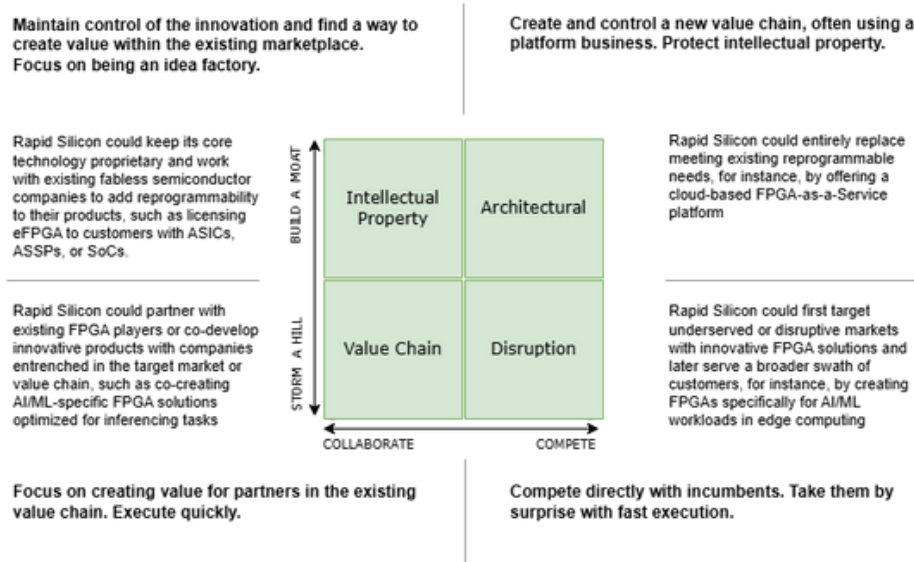 Maintain control of the innovation and find a way to
create value within the existing marketplace.
Focus on being an idea factory.
Create and control a new value chain, often using a
platform business. Protect intellectual property.
Rapid Silicon could keep its core
technology proprietary and work
with existing fabless semiconductor
companies to add reprogrammability
to their products, such as licensing
eFPGA to customers with ASICs,
ASSPs, or SoCs.
BUILD A MOAT
Intellectual
Property
Architectural
Rapid Silicon could entirely replace
meeting existing reprogrammable
needs, for instance, by offering a
cloud-based FPGA-as-a-Service
platform
Rapid Silicon could partner with
existing FPGA players or co-develop
innovative products with companies
entrenched in the target market or
value chain, such as co-creating
AI/ML-specific FPGA solutions
optimized for inferencing tasks
STORM A HILL
Value Chain
Disruption
Rapid Silicon could first target
underserved or disruptive markets
with innovative FPGA solutions and
later serve a broader swath of
customers, for instance, by creating
FPGAs specifically for AI/ML
workloads in edge computing
COLLABORATE
COMPETE
Focus on creating value for partners in the existing
value chain. Execute quickly.
Compete directly with incumbents. Take them by
surprise with fast execution.